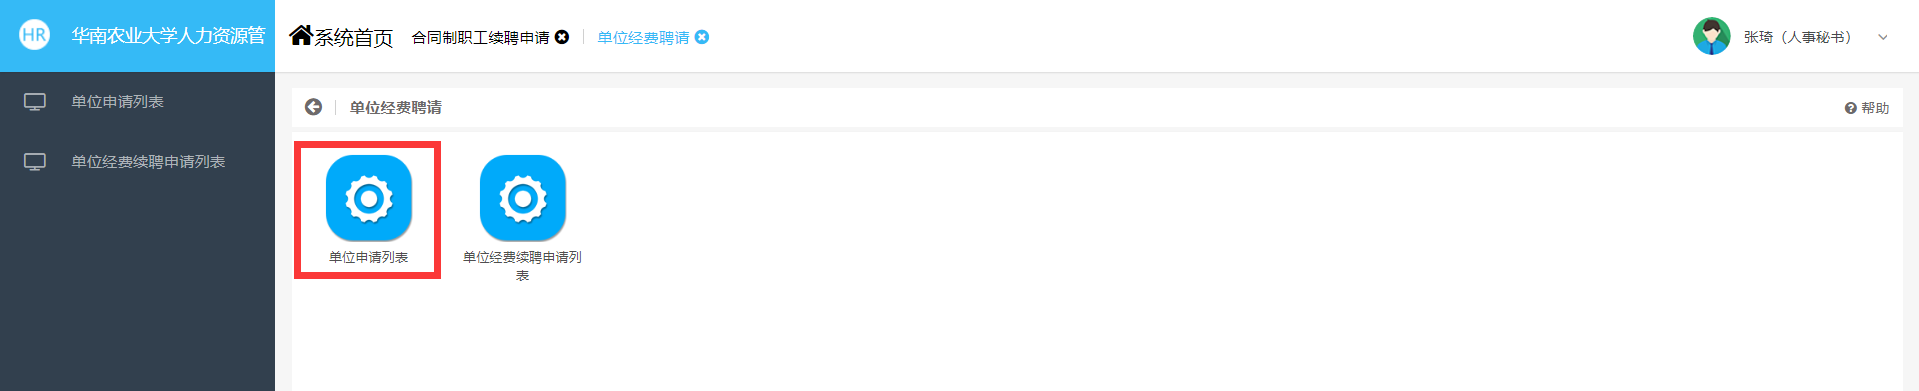 HR 华南农业大学人力资源管
系统首页 合同制职工续聘申请 单位经费聘请
张琦（人事秘书）
单位申请列表
单位经费续聘申请列表
单位经费聘请
帮助
单位申请列表
单位经费续聘申请列
表